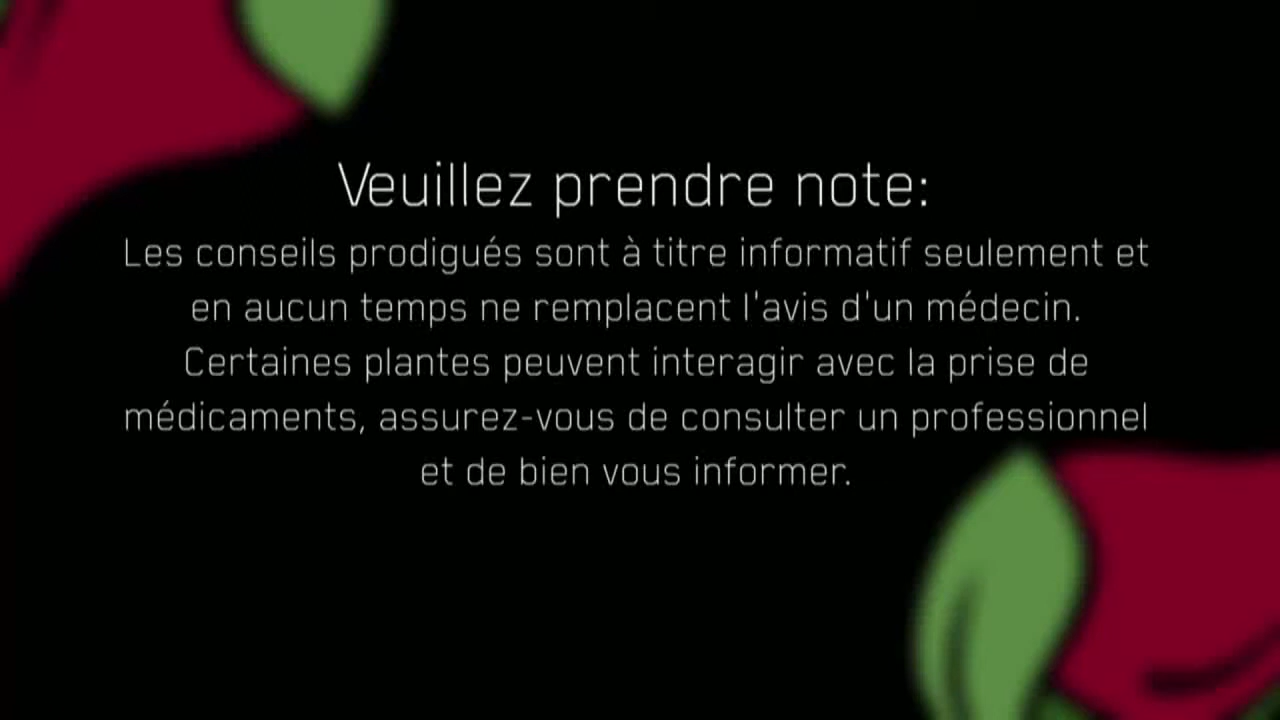 Veuillez prendre note:
Les conseils prodigués sont à titre informatif seulement et
en aucun temps ne remplacent l'avis d'un médecin.
Certaines plantes peuvent interagir avec la prise de
médicaments, assurez-vous de consulter un professionnel
et de bien vous informer.